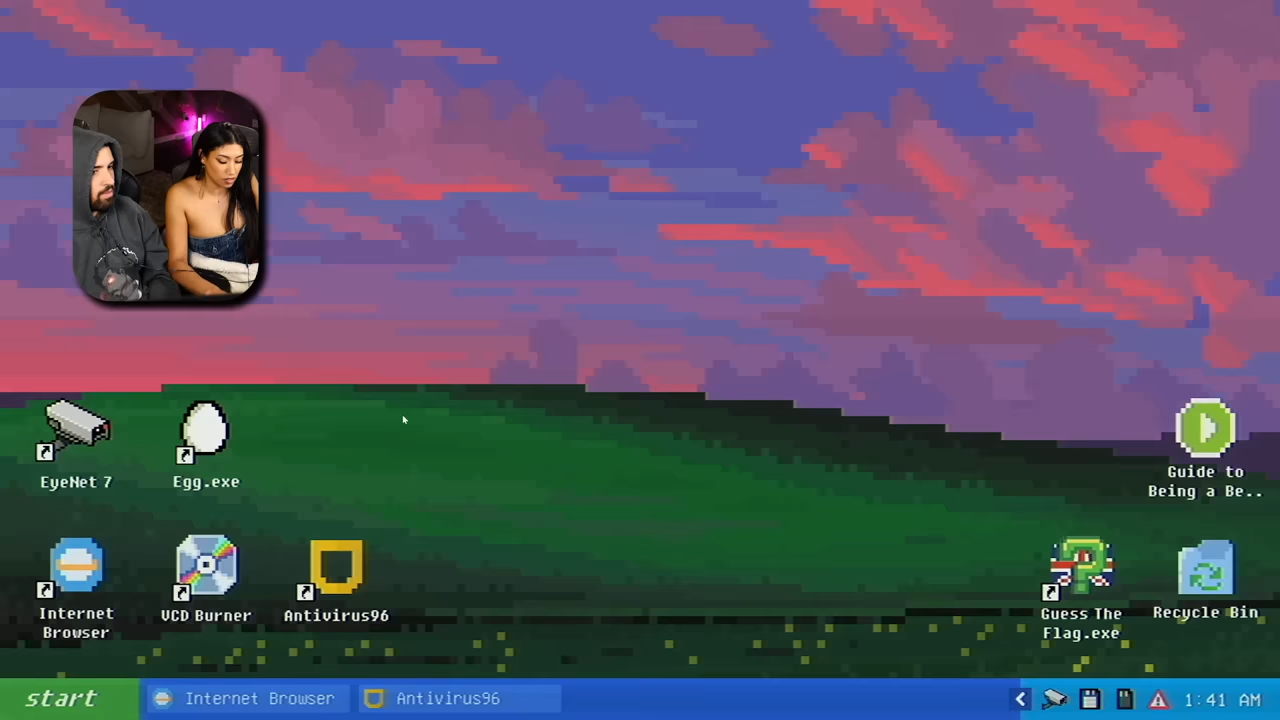 EyeNet 7
Egg.exe
Guide to
Being a Be..
Internet
Browser
VCD Burner
Antivirus96
Guess The
Flag.exe
Recycle Bin
start
Internet Browser
Antivirus96
1:41 AM